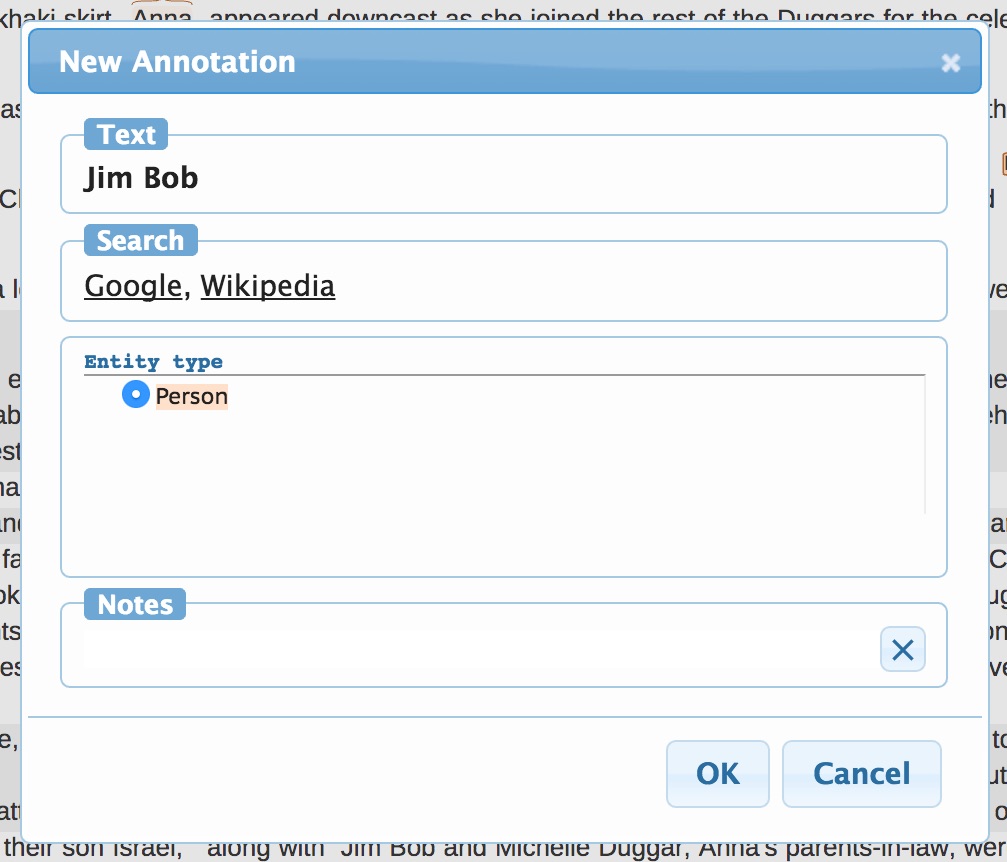 khaki skirt, Anna appeared downcast as she joined the rest of the Duggars for the
New Annotation
Text
Jim Bob
Search
Google, Wikipedia
Entity type
Person
Notes
OK
Cancel
their son Israel, along with Jim Bob and Michelle Duggar, Anna's parents-in-law,